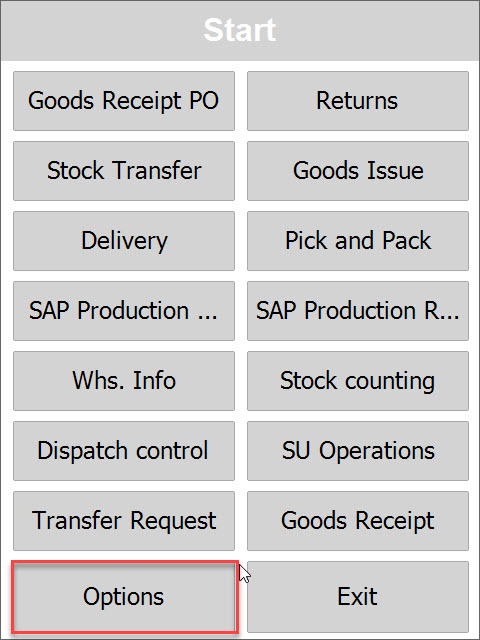 Start
Goods Receipt PO
Returns
Stock Transfer
Goods Issue
Delivery
Pick and Pack
SAP Production ...
SAP Production R...
Whs. Info
Stock counting
Dispatch control
SU Operations
Transfer Request
Goods Receipt
Options
Exit